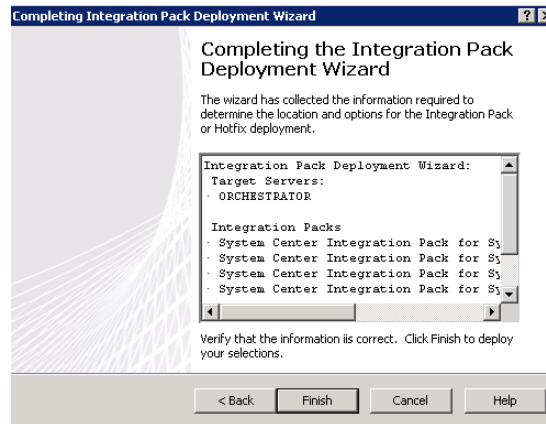 Completing Integration Pack Deployment Wizard
Completing the Integration Pack
Deployment Wizard
The wizard has collected the information required to
determine the location and options for the Integration Pack
or Hotfix deployment.
Integration Pack Deployment Wizard:
Target Servers:
· ORCHESTRATOR
Integration Packs
· System Center Integration Pack for Sy
· System Center Integration Pack for Sy
· System Center Integration Pack for Sy
· System Center Integration Pack for Sy
Verify that the information iis correct. Click Finish to deploy
your selections.
< Back Finish Cancel Help